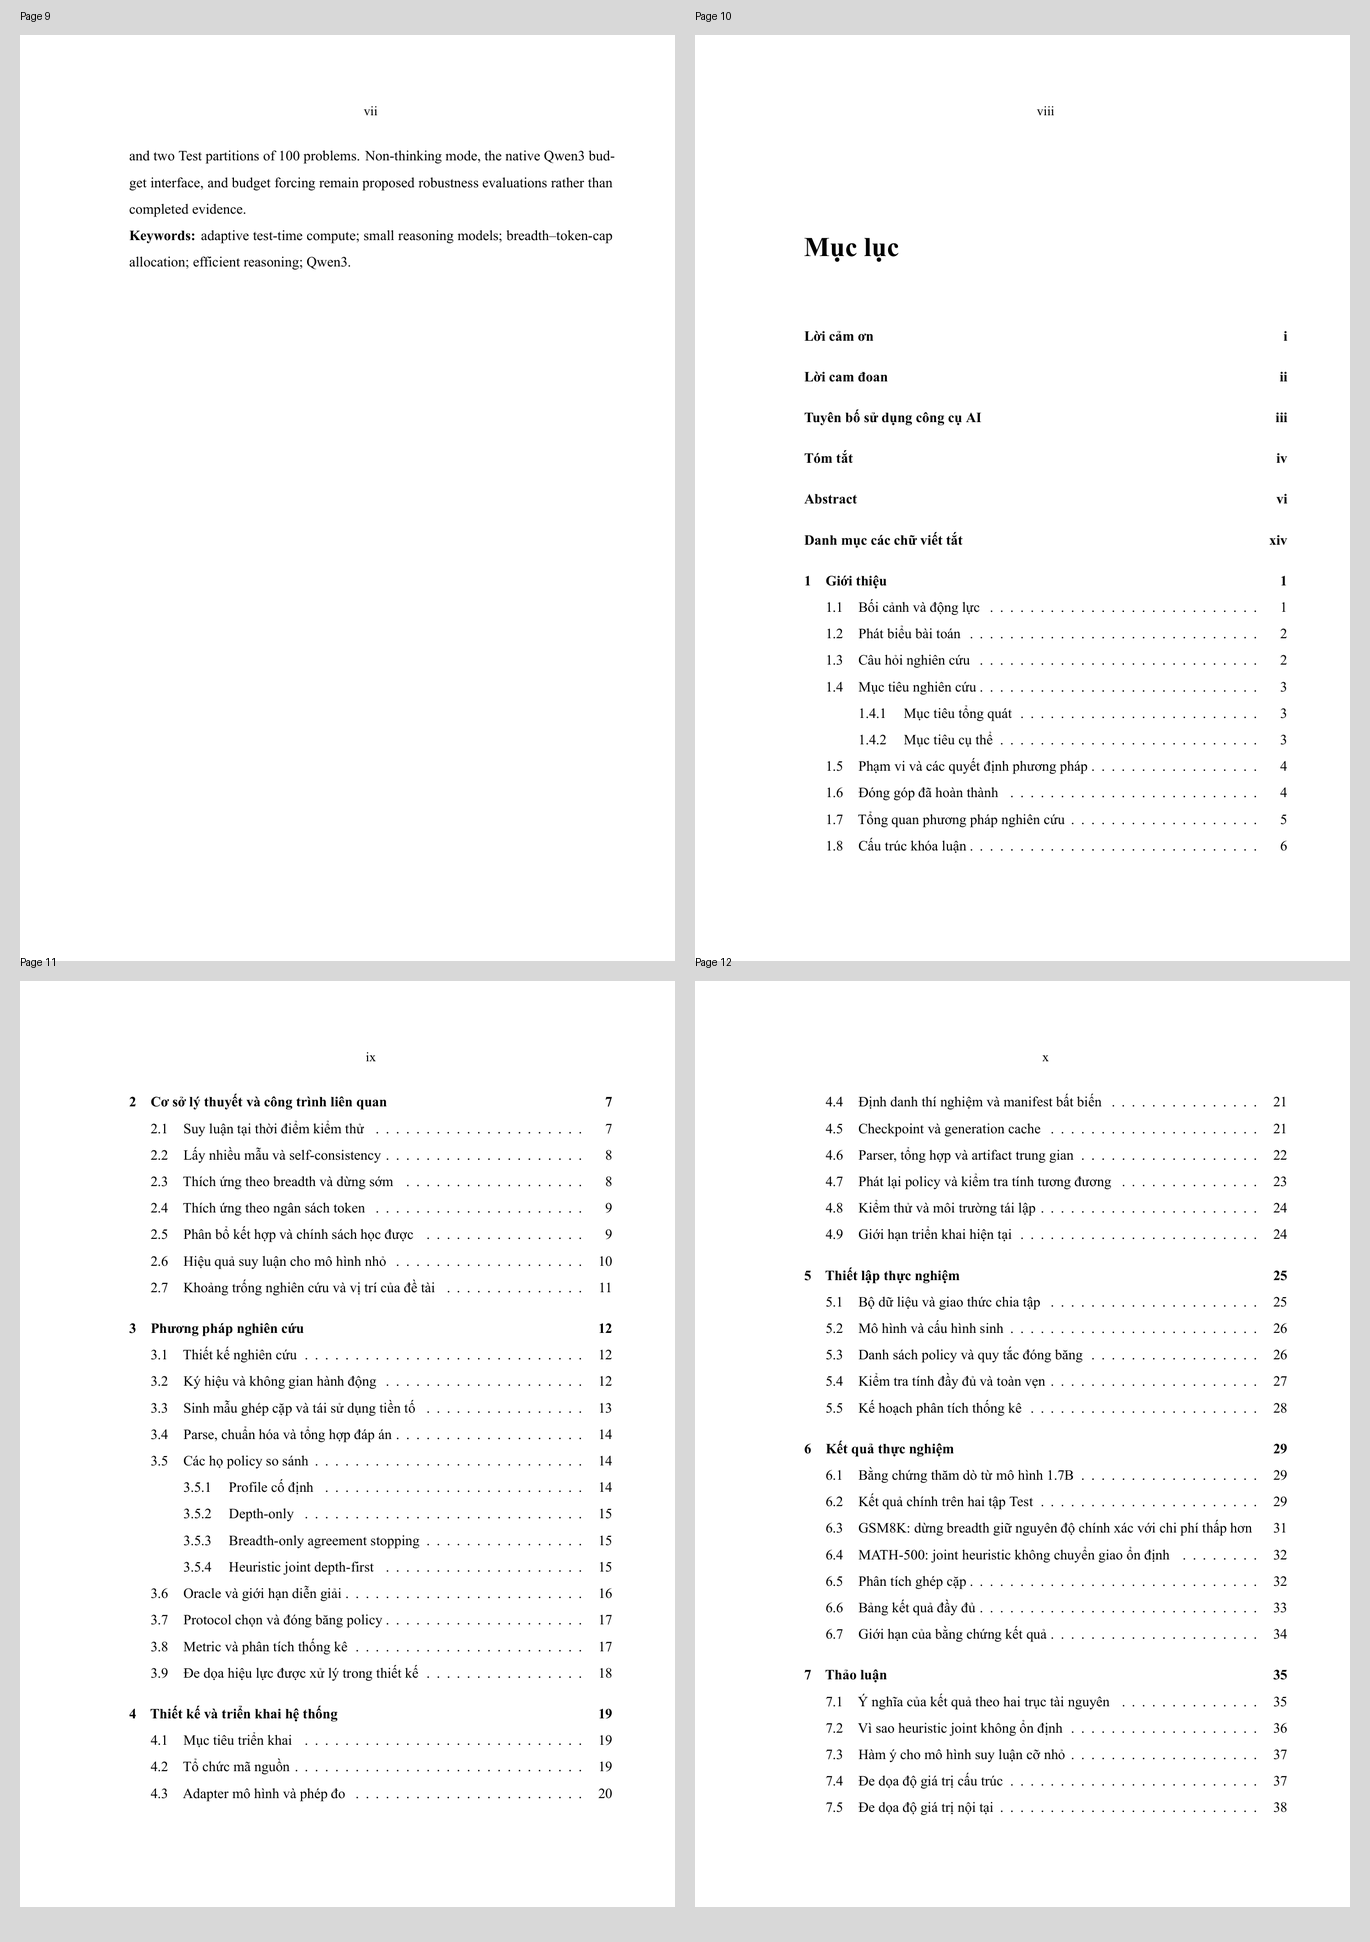 Page 9
vii
and two Test partitions of 100 problems. Non-thinking mode, the native Qwen3 bud-
get interface, and budget forcing remain proposed robustness evaluations rather than
completed evidence.
Keywords: adaptive test-time compute; small reasoning models; breadth–token-cap
allocation; efficient reasoning; Qwen3.
Page 10
viii
Mục lục
Lời cảm ơn i
Lời cam đoan ii
Tuyên bố sử dụng công cụ AI iii
Tóm tắt iv
Abstract vi
Danh mục các chữ viết tắt xiv
1 Giới thiệu 1
1.1 Bối cảnh và động lực . . . . . . . . . . . . . . . . . . . . . . . . . . . 1
1.2 Phát biểu bài toán . . . . . . . . . . . . . . . . . . . . . . . . . . . . . 2
1.3 Câu hỏi nghiên cứu . . . . . . . . . . . . . . . . . . . . . . . . . . . . 2
1.4 Mục tiêu nghiên cứu . . . . . . . . . . . . . . . . . . . . . . . . . . . . 3
1.4.1 Mục tiêu tổng quát . . . . . . . . . . . . . . . . . . . . . . . . 3
1.4.2 Mục tiêu cụ thể . . . . . . . . . . . . . . . . . . . . . . . . . . 3
1.5 Phạm vi và các quyết định phương pháp . . . . . . . . . . . . . . . . . 4
1.6 Đóng góp đã hoàn thành . . . . . . . . . . . . . . . . . . . . . . . . . 4
1.7 Tổng quan phương pháp nghiên cứu . . . . . . . . . . . . . . . . . . . 5
1.8 Cấu trúc khóa luận . . . . . . . . . . . . . . . . . . . . . . . . . . . . . 6
Page 11
ix
2 Cơ sở lý thuyết và công trình liên quan 7
2.1 Suy luận tại thời điểm kiểm thử . . . . . . . . . . . . . . . . . . . . . 7
2.2 Lấy nhiều mẫu và self-consistency . . . . . . . . . . . . . . . . . . . . 8
2.3 Thích ứng theo breadth và dừng sớm . . . . . . . . . . . . . . . . . . 8
2.4 Thích ứng theo ngân sách token . . . . . . . . . . . . . . . . . . . . . 9
2.5 Phân bổ kết hợp và chính sách học được . . . . . . . . . . . . . . . . 9
2.6 Hiệu quả suy luận cho mô hình nhỏ . . . . . . . . . . . . . . . . . . . 10
2.7 Khoảng trống nghiên cứu và vị trí của đề tài . . . . . . . . . . . . . . 11
3 Phương pháp nghiên cứu 12
3.1 Thiết kế nghiên cứu . . . . . . . . . . . . . . . . . . . . . . . . . . . . 12
3.2 Ký hiệu và không gian hành động . . . . . . . . . . . . . . . . . . . . 12
3.3 Sinh mẫu ghép cặp và tái sử dụng tiền tố . . . . . . . . . . . . . . . . 13
3.4 Parse, chuẩn hóa và tổng hợp đáp án . . . . . . . . . . . . . . . . . . . 14
3.5 Các họ policy so sánh . . . . . . . . . . . . . . . . . . . . . . . . . . . 14
3.5.1 Profile cố định . . . . . . . . . . . . . . . . . . . . . . . . . . 14
3.5.2 Depth-only . . . . . . . . . . . . . . . . . . . . . . . . . . . . 15
3.5.3 Breadth-only agreement stopping . . . . . . . . . . . . . . . . 15
3.5.4 Heuristic joint depth-first . . . . . . . . . . . . . . . . . . . . 15
3.6 Oracle và giới hạn diễn giải . . . . . . . . . . . . . . . . . . . . . . . . 16
3.7 Protocol chọn và đóng băng policy . . . . . . . . . . . . . . . . . . . . 17
3.8 Metric và phân tích thống kê . . . . . . . . . . . . . . . . . . . . . . . 17
3.9 Đe dọa hiệu lực được xử lý trong thiết kế . . . . . . . . . . . . . . . . 18
4 Thiết kế và triển khai hệ thống 19
4.1 Mục tiêu triển khai . . . . . . . . . . . . . . . . . . . . . . . . . . . . 19
4.2 Tổ chức mã nguồn . . . . . . . . . . . . . . . . . . . . . . . . . . . . . 19
4.3 Adapter mô hình và phép đo . . . . . . . . . . . . . . . . . . . . . . . 20
Page 12
x
4.4 Định danh thí nghiệm và manifest bất biến . . . . . . . . . . . . . . . 21
4.5 Checkpoint và generation cache . . . . . . . . . . . . . . . . . . . . . 21
4.6 Parser, tổng hợp và artifact trung gian . . . . . . . . . . . . . . . . . . 22
4.7 Phát lại policy và kiểm tra tính tương đương . . . . . . . . . . . . . . 23
4.8 Kiểm thử và môi trường tái lập . . . . . . . . . . . . . . . . . . . . . . 24
4.9 Giới hạn triển khai hiện tại . . . . . . . . . . . . . . . . . . . . . . . . 24
5 Thiết lập thực nghiệm 25
5.1 Bộ dữ liệu và giao thức chia tập . . . . . . . . . . . . . . . . . . . . . 25
5.2 Mô hình và cấu hình sinh . . . . . . . . . . . . . . . . . . . . . . . . . 26
5.3 Danh sách policy và quy tắc đóng băng . . . . . . . . . . . . . . . . . 26
5.4 Kiểm tra tính đầy đủ và toàn vẹn . . . . . . . . . . . . . . . . . . . . . 27
5.5 Kế hoạch phân tích thống kê . . . . . . . . . . . . . . . . . . . . . . . 28
6 Kết quả thực nghiệm 29
6.1 Bằng chứng thăm dò từ mô hình 1.7B . . . . . . . . . . . . . . . . . . 29
6.2 Kết quả chính trên hai tập Test . . . . . . . . . . . . . . . . . . . . . . 29
6.3 GSM8K: dừng breadth giữ nguyên độ chính xác với chi phí thấp hơn 31
6.4 MATH-500: joint heuristic không chuyển giao ổn định . . . . . . . . 32
6.5 Phân tích ghép cặp . . . . . . . . . . . . . . . . . . . . . . . . . . . . . 32
6.6 Bảng kết quả đầy đủ . . . . . . . . . . . . . . . . . . . . . . . . . . . . 33
6.7 Giới hạn của bằng chứng kết quả . . . . . . . . . . . . . . . . . . . . . 34
7 Thảo luận 35
7.1 Ý nghĩa của kết quả theo hai trục tài nguyên . . . . . . . . . . . . . . 35
7.2 Vì sao heuristic joint không ổn định . . . . . . . . . . . . . . . . . . . 36
7.3 Hàm ý cho mô hình suy luận cỡ nhỏ . . . . . . . . . . . . . . . . . . . 37
7.4 Đe dọa độ giá trị cấu trúc . . . . . . . . . . . . . . . . . . . . . . . . . 37
7.5 Đe dọa độ giá trị nội tại . . . . . . . . . . . . . . . . . . . . . . . . . . 38